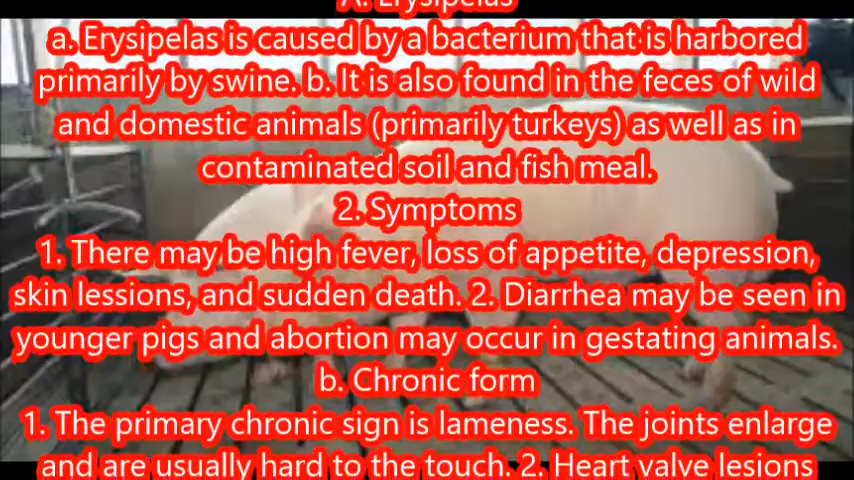 A. Erysipelas
a. Erysipelas is caused by a bacterium that is harbored
primarily by swine. b. It is also found in the feces of wild
and domestic animals (primarily turkeys) as well as in
contaminated soil and fish meal.
2. Symptoms
1. There may be high fever, loss of appetite, depression,
skin lessions, and sudden death. 2. Diarrhea may be seen in
younger pigs and abortion may occur in gestating animals.
b. Chronic form
1. The primary chronic sign is lameness. The joints enlarge
and are usually hard to the touch. 2. Heart valve lesions